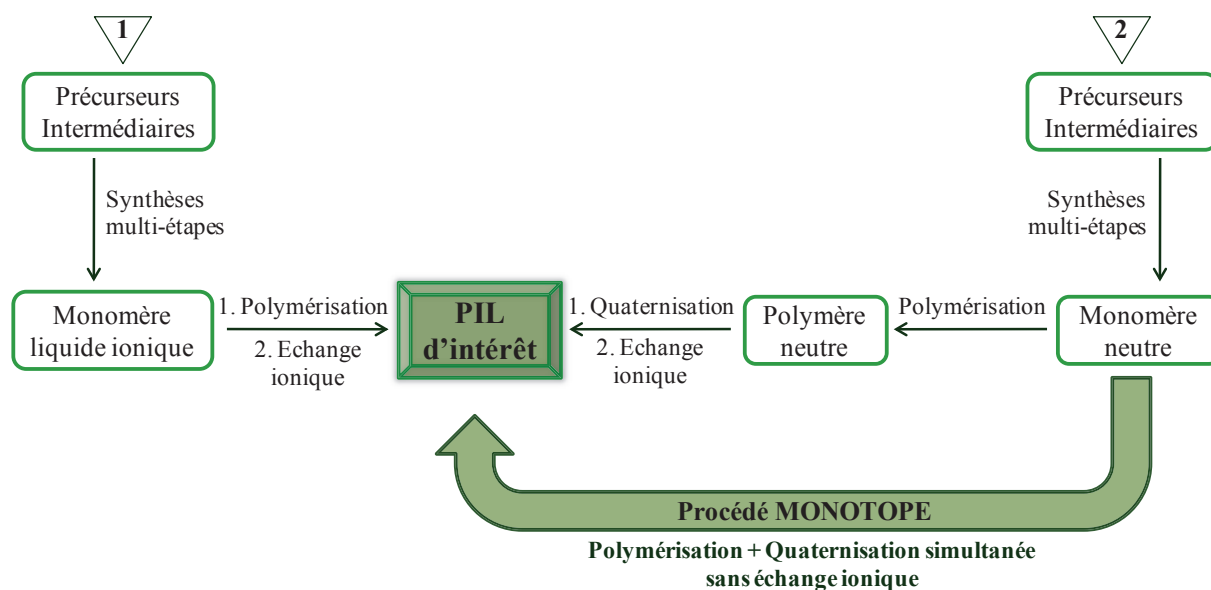 1
Précurseurs
Intermédiaires
Synthèses
multi-étapes
Monomère
liquide ionique
1. Polymérisation
2. Echange
ionique
PIL
d'intérêt
1. Quaternisation
2. Echange
ionique
Polymère
neutre
Polymérisation
2
Précurseurs
Intermédiaires
Synthèses
multi-étapes
Monomère
neutre
Procédé MONOTOPE
Polymérisation + Quaternisation simultanée
sans échange ionique